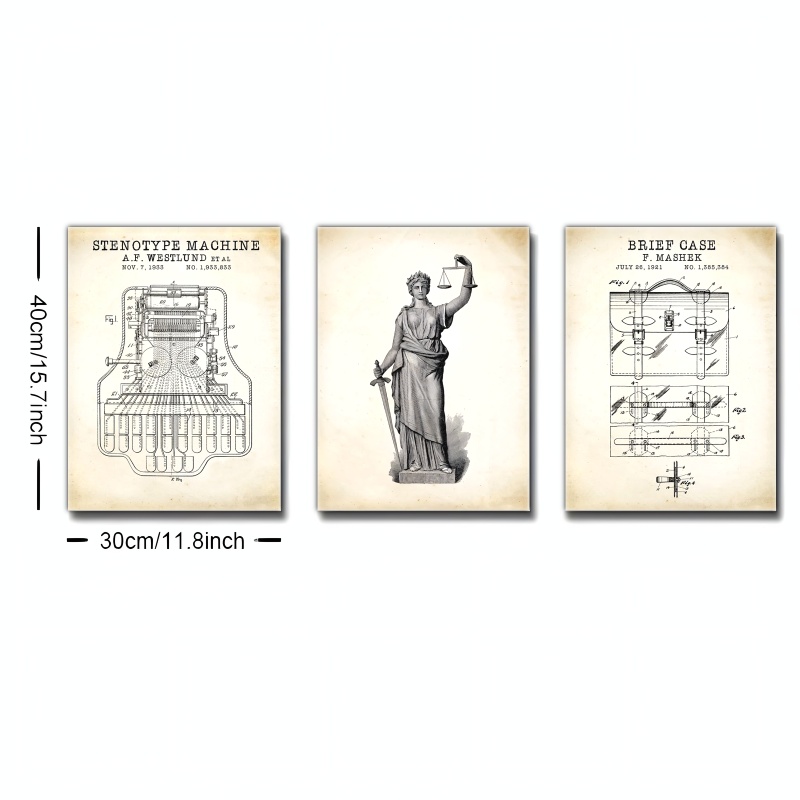 40cm/15.7inch
STENOTYPE MACHINE
A.F. WESTLUND ET AL
NOV. 7, 1933 NO. 1,933,833
Fig.1
30cm/11.8inch
BRIEF CASE
F. MASHEK
JULY 26, 1921 NO. 1,385,384
Fig.1
Fig.2
Fig.3
Fig.4